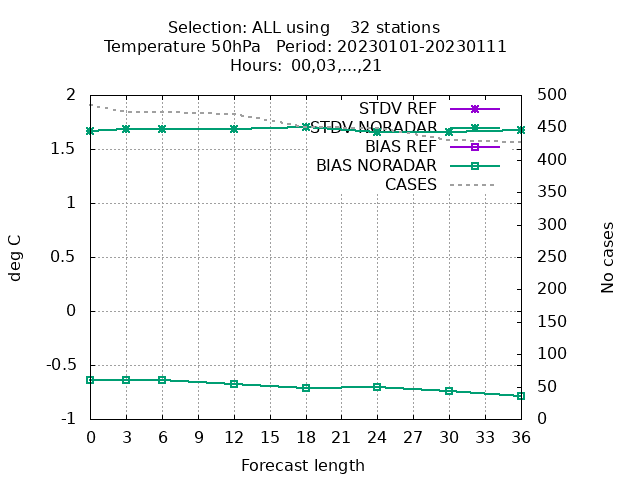 Selection: ALL using    32 stations
Temperature 50hPa   Period: 20230101-20230111
Hours:  00,03,...,21
STDV REF
STDV NORADAR
BIAS REF
BIAS NORADAR
CASES
2
1.5
1
0.5
0
-0.5
-1
deg C
500
450
400
350
300
250
200
150
100
50
0
No cases
0 3 6 9 12 15 18 21 24 27 30 33 36
Forecast length